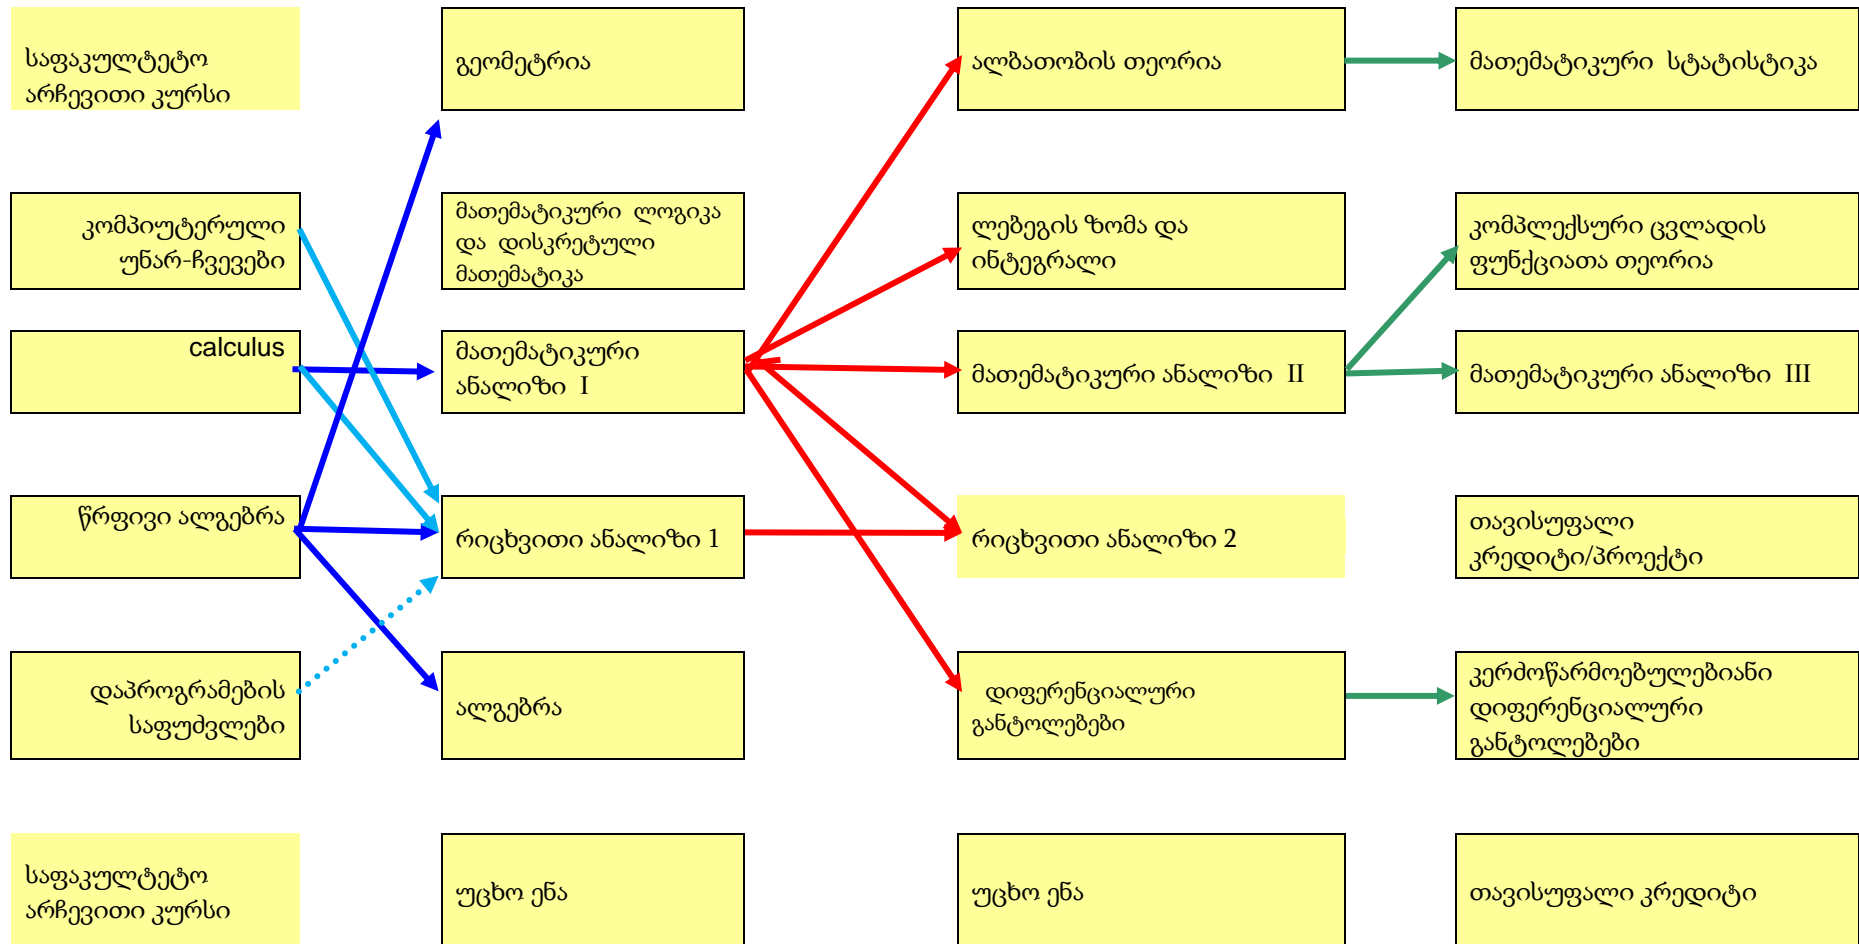 საფაკულტეტო
არჩევითი კურსი
გეომეტრია
ალბათობის თეორია
მათემატიკური სტატისტიკა
კომპიუტერული
უნარ-ჩვევები
მათემატიკური ლოგიკა
და დისკრეტული
მათემატიკა
ლებეგის ზომა და
ინტეგრალი
კომპლექსური ცვლადის
ფუნქციათა თეორია
calculus
მათემატიკური
ანალიზი I
მათემატიკური ანალიზი II
მათემატიკური ანალიზი III
წრფივი ალგებრა
რიცხვითი ანალიზი 1
რიცხვითი ანალიზი 2
თავისუფალი
კრედიტი/პროექტი
დაპროგრამების
საფუძვლები
ალგებრა
დიფერენციალური
განტოლებები
კერძოწარმოებულებიანი
დიფერენციალური
განტოლებები
საფაკულტეტო
არჩევითი კურსი
უცხო ენა
უცხო ენა
თავისუფალი კრედიტი